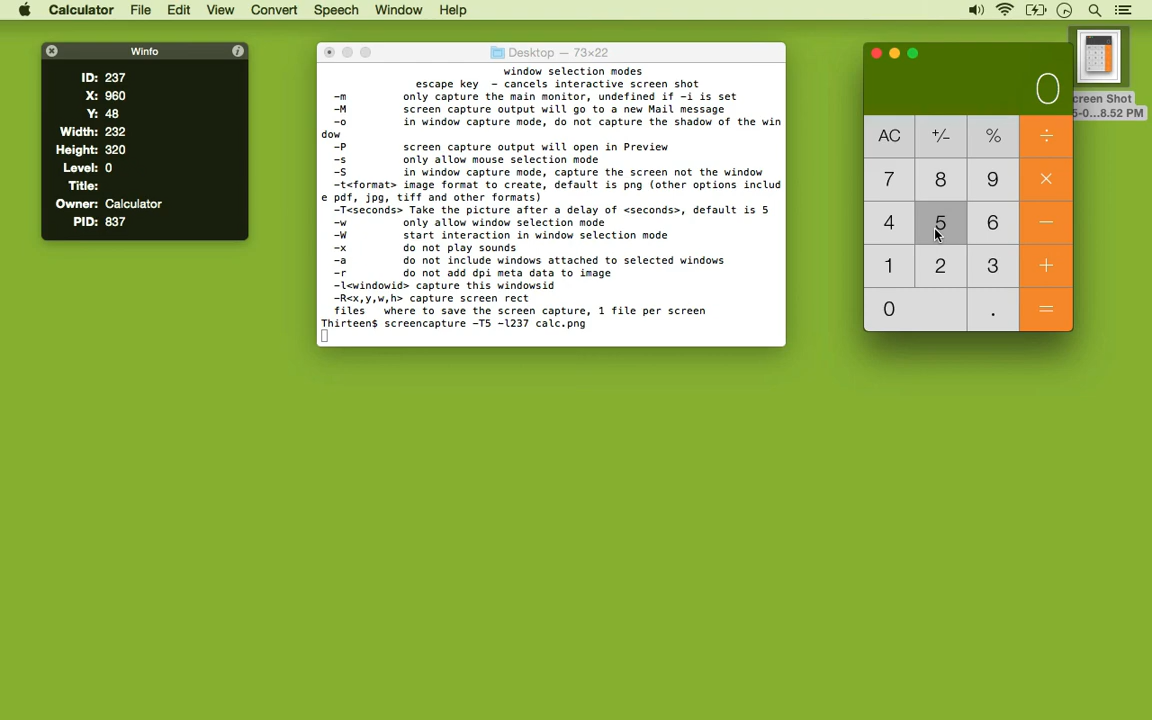 Calculator File Edit View Convert Speech Window Help
Winfo
ID: 237
X: 960
Y: 48
Width: 232
Height: 320
Level: 0
Title:
Owner: Calculator
PID: 837
Desktop — 73×22
window selection modes
escape key - cancels interactive screen shot
-m only capture the main monitor, undefined if -i is set
-M screen capture output will go to a new Mail message
-o in window capture mode, do not capture the shadow of the win
dow
-P screen capture output will open in Preview
-s only allow mouse selection mode
-S in window capture mode, capture the screen not the window
-t<format> image format to create, default is png (other options includ
e pdf, jpg, tiff and other formats)
-T<seconds> Take the picture after a delay of <seconds>, default is 5
-w only allow window selection mode
-W start interaction in window selection mode
-x do not play sounds
-a do not include windows attached to selected windows
-r do not add dpi meta data to image
-l<windowid> capture this windowsid
-R<x,y,w,h> capture screen rect
files where to save the screen capture, 1 file per screen
Thirteen$ screencapture -T5 -l237 calc.png
0
AC +/- % ÷
7 8 9 ×
4 5 6 −
1 2 3 +
0 . =
creen Shot
5-0...8.52 PM